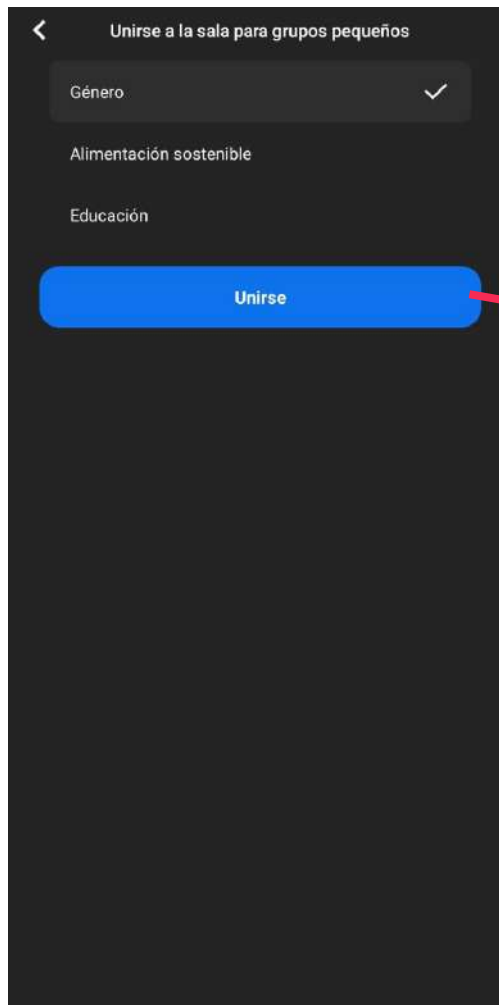 Unirse a la sala para grupos pequeños
Género
Alimentación sostenible
Educación
Unirse